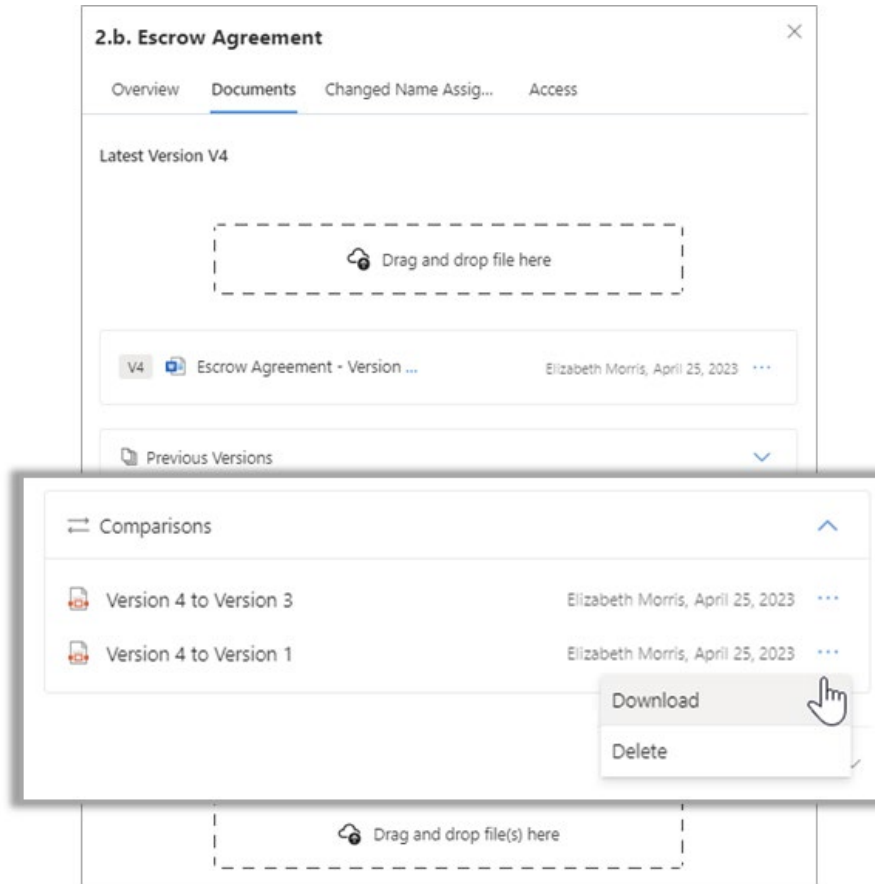 2.b. Escrow Agreement
Overview Documents Changed Name Assig... Access
Latest Version V4
Drag and drop file here
V4 Escrow Agreement - Version ... Elizabeth Morris, April 25, 2023 ...
Previous Versions
Comparisons
Version 4 to Version 3 Elizabeth Morris, April 25, 2023 ...
Version 4 to Version 1 Elizabeth Morris, April 25, 2023 ...
Download
Delete
Drag and drop file(s) here